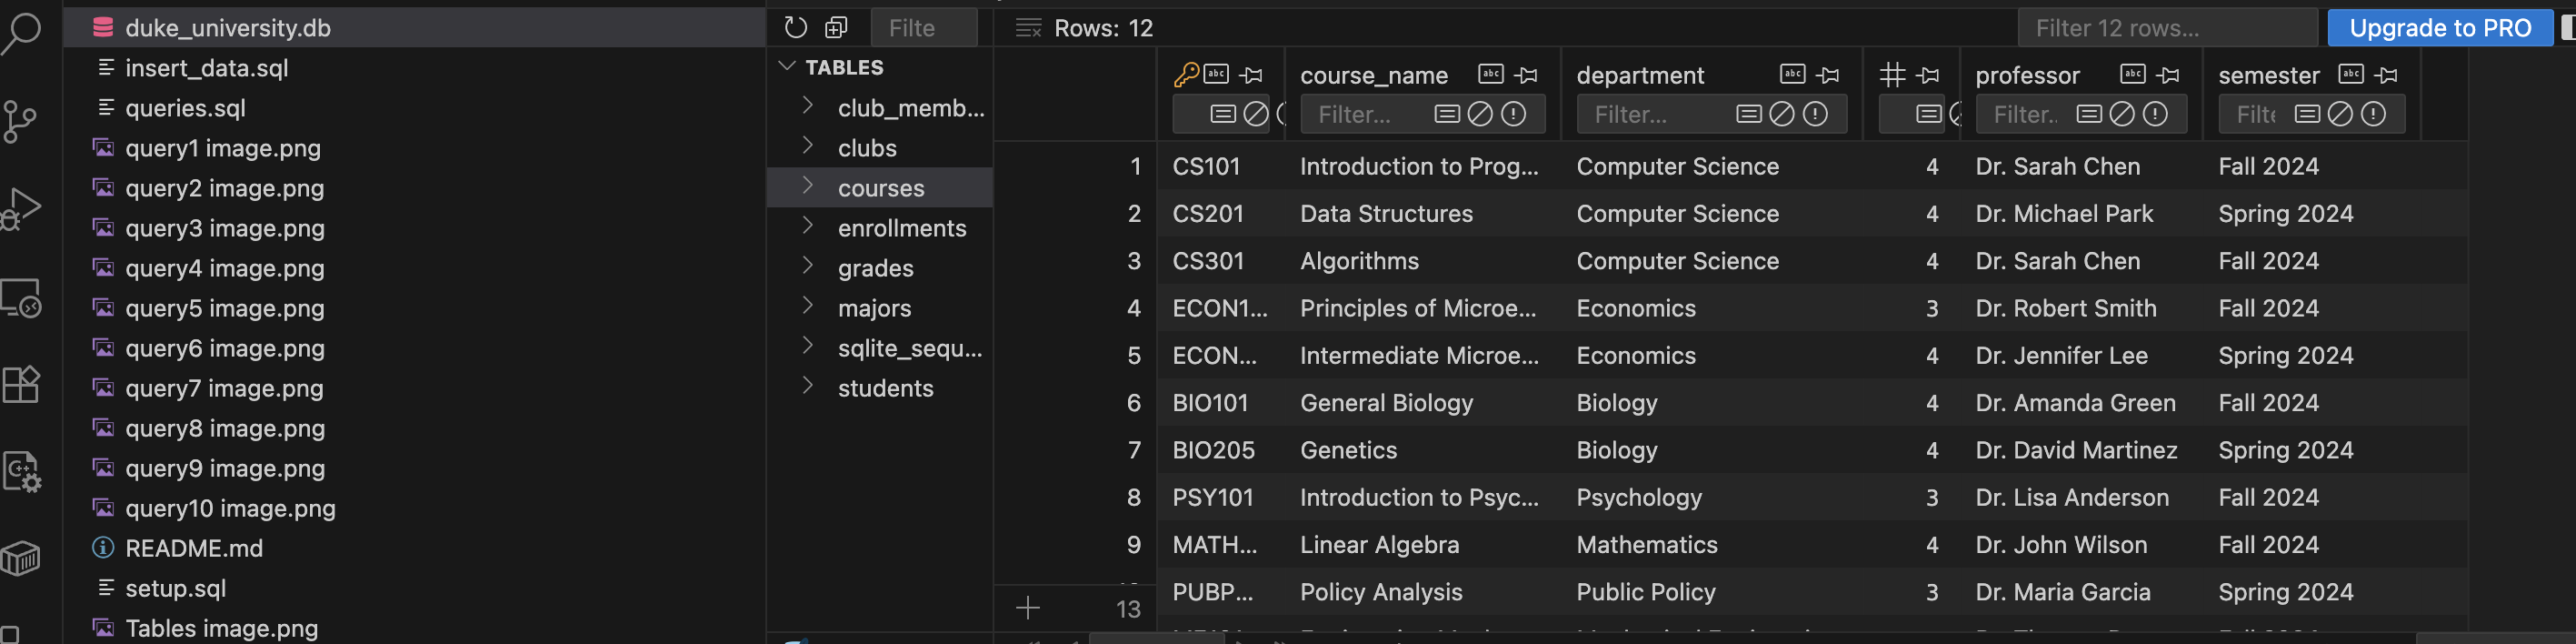 duke_university.db
insert_data.sql
queries.sql
query1 image.png
query2 image.png
query3 image.png
query4 image.png
query5 image.png
query6 image.png
query7 image.png
query8 image.png
query9 image.png
query10 image.png
README.md
setup.sql
Tables image.png
Filte
TABLES
club_memb...
clubs
courses
enrollments
grades
majors
sqlite_sequ...
students
Rows: 12
Filter 12 rows...
Upgrade to PRO
abc course_name abc department abc professor abc semester abc
Filter... Filter... Filter.. Filte
1 CS101 Introduction to Prog... Computer Science 4 Dr. Sarah Chen Fall 2024
2 CS201 Data Structures Computer Science 4 Dr. Michael Park Spring 2024
3 CS301 Algorithms Computer Science 4 Dr. Sarah Chen Fall 2024
4 ECON1... Principles of Microe... Economics 3 Dr. Robert Smith Fall 2024
5 ECON... Intermediate Microe... Economics 4 Dr. Jennifer Lee Spring 2024
6 BIO101 General Biology Biology 4 Dr. Amanda Green Fall 2024
7 BIO205 Genetics Biology 4 Dr. David Martinez Spring 2024
8 PSY101 Introduction to Psyc... Psychology 3 Dr. Lisa Anderson Fall 2024
9 MATH... Linear Algebra Mathematics 4 Dr. John Wilson Fall 2024
PUBP... Policy Analysis Public Policy 3 Dr. Maria Garcia Spring 2024
13